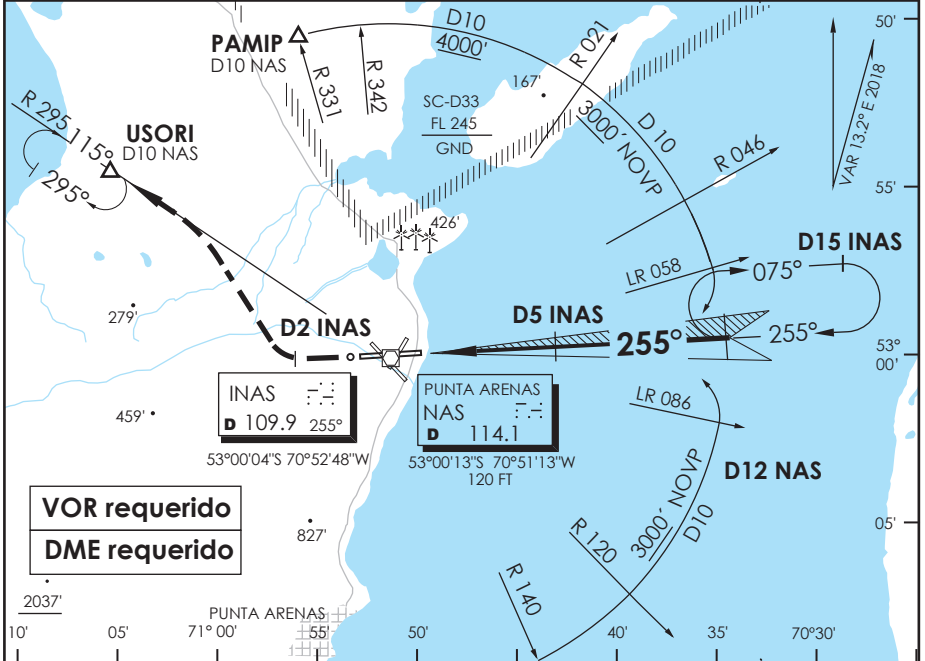 D10
4000'
50'
PAMIP
D10 NAS
R 021
R 331
R 342
167'
SC-D33
FL 245
GND
3000´ NOVP
D 10
VAR 13.2° E 2018
R 295
115°
USORI
D10 NAS
295°
R 046
55'
426'
D15 INAS
LR 058
075°
279'
D2 INAS
D5 INAS
255°
255°
53°
00'
INAS
D 109.9 255°
PUNTA ARENAS
NAS
D 114.1
LR 086
459'
53°00'04"S 70°52'48"W
53°00'13"S 70°51'13"W
120 FT
D12 NAS
3000´ NOVP
D10
VOR requerido
DME requerido
827'
R 120
05'
R 140
2037'
PUNTA ARENAS
10'
05'
71° 00'
55'
50'
40'
35'
70°30'